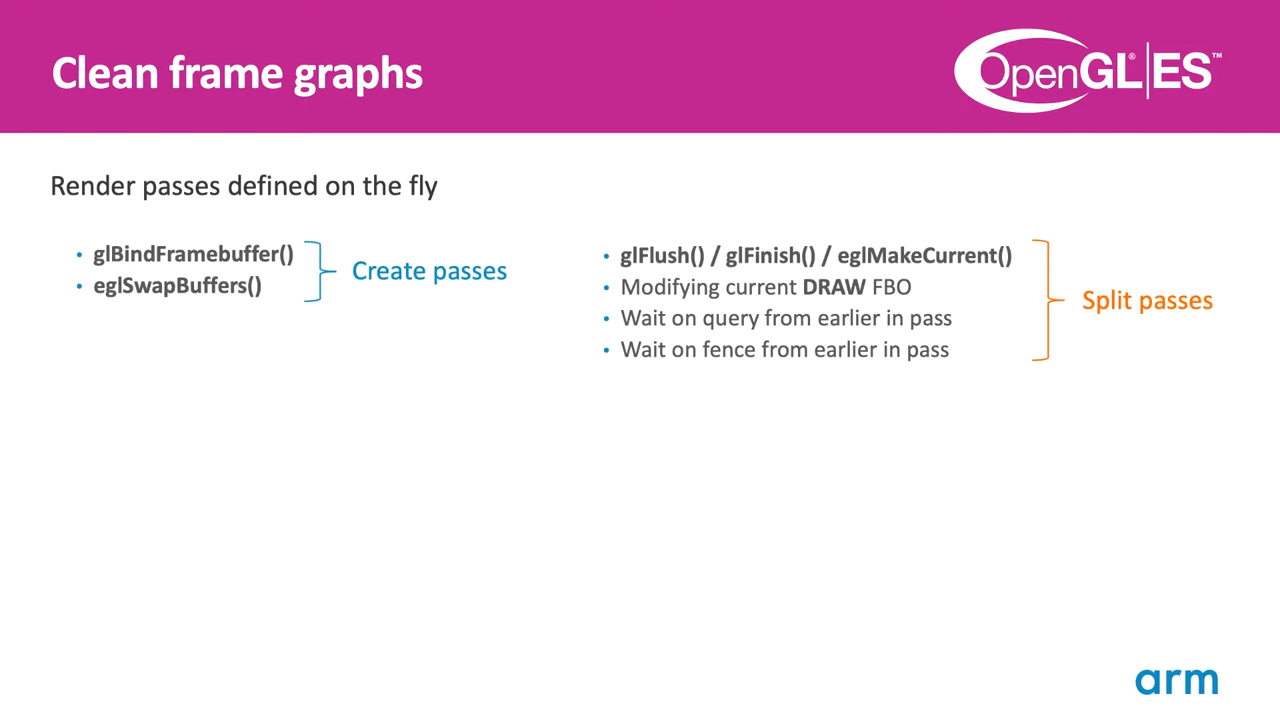 Clean frame graphs
OpenGL®|ES™
Render passes defined on the fly
• glBindFramebuffer()
• eglSwapBuffers()
Create passes
• glFlush() / glFinish() / eglMakeCurrent()
• Modifying current DRAW FBO
• Wait on query from earlier in pass
• Wait on fence from earlier in pass
Split passes
arm